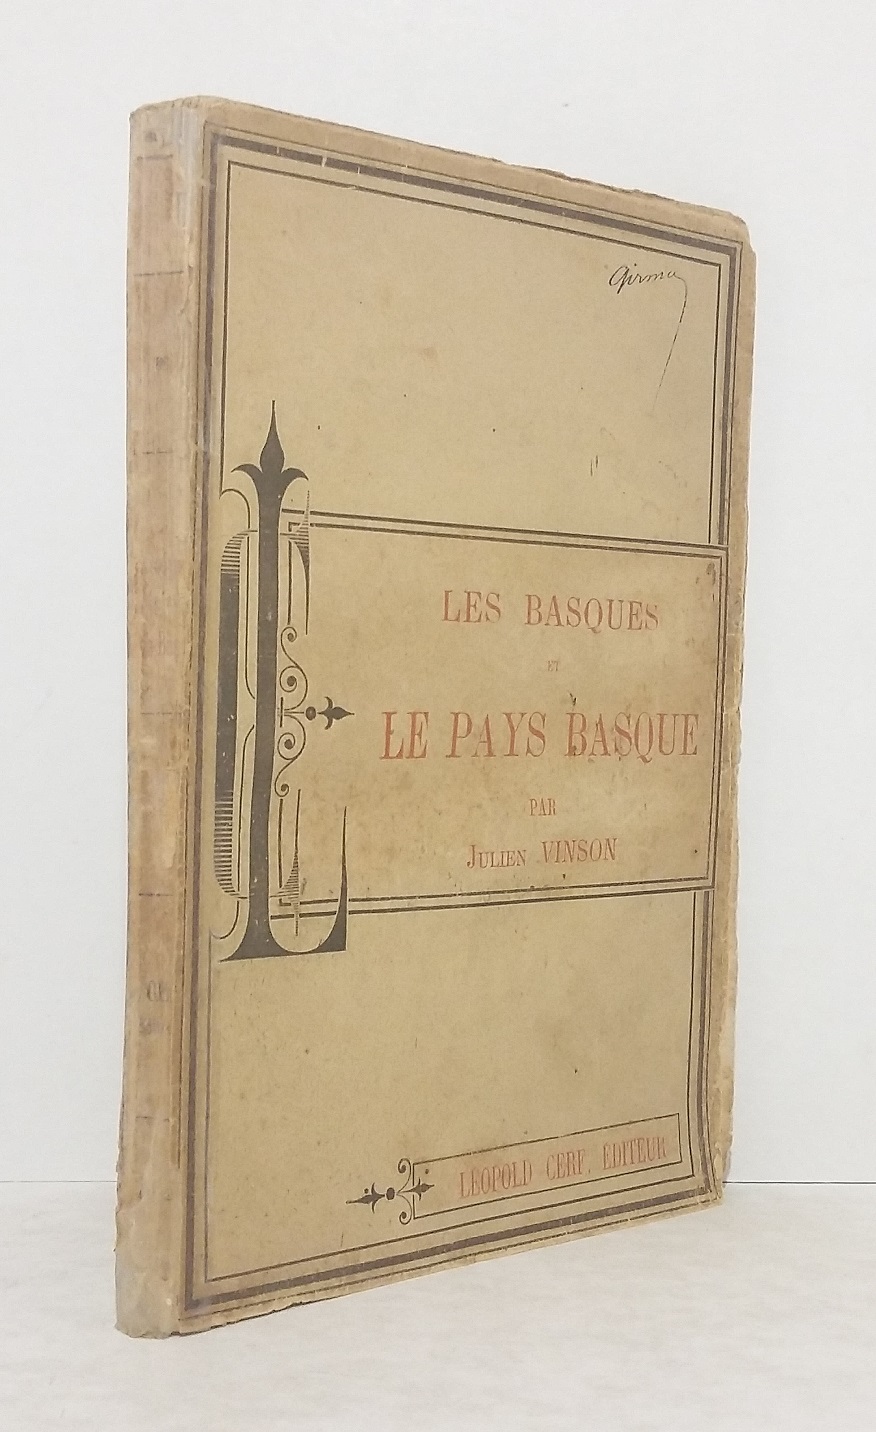 LES BASQUES
ET
LE PAYS BASQUE
PAR
JULIEN VINSON
LÉOPOLD CERF, ÉDITEUR